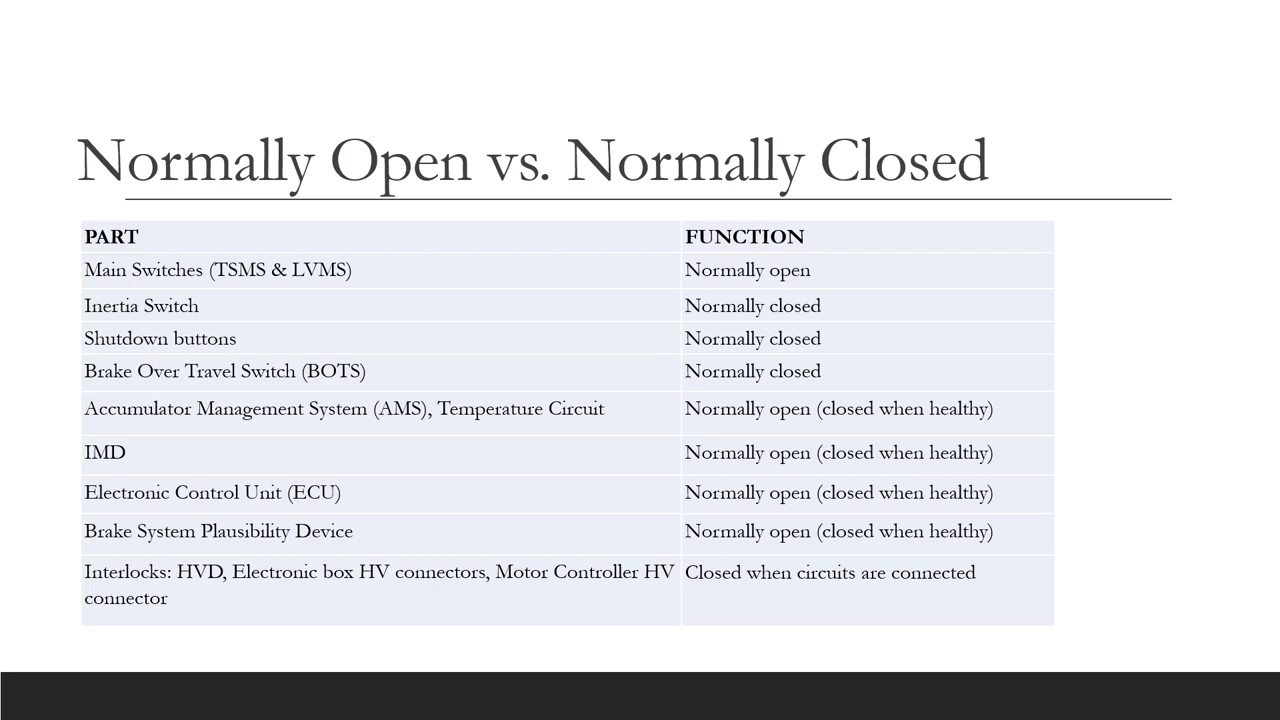 Normally Open vs. Normally Closed
PART FUNCTION
Main Switches (TSMS & LVMS) Normally open
Inertia Switch Normally closed
Shutdown buttons Normally closed
Brake Over Travel Switch (BOTS) Normally closed
Accumulator Management System (AMS), Temperature Circuit Normally open (closed when healthy)
IMD Normally open (closed when healthy)
Electronic Control Unit (ECU) Normally open (closed when healthy)
Brake System Plausibility Device Normally open (closed when healthy)
Interlocks: HVD, Electronic box HV connectors, Motor Controller HV Closed when circuits are connected
connector